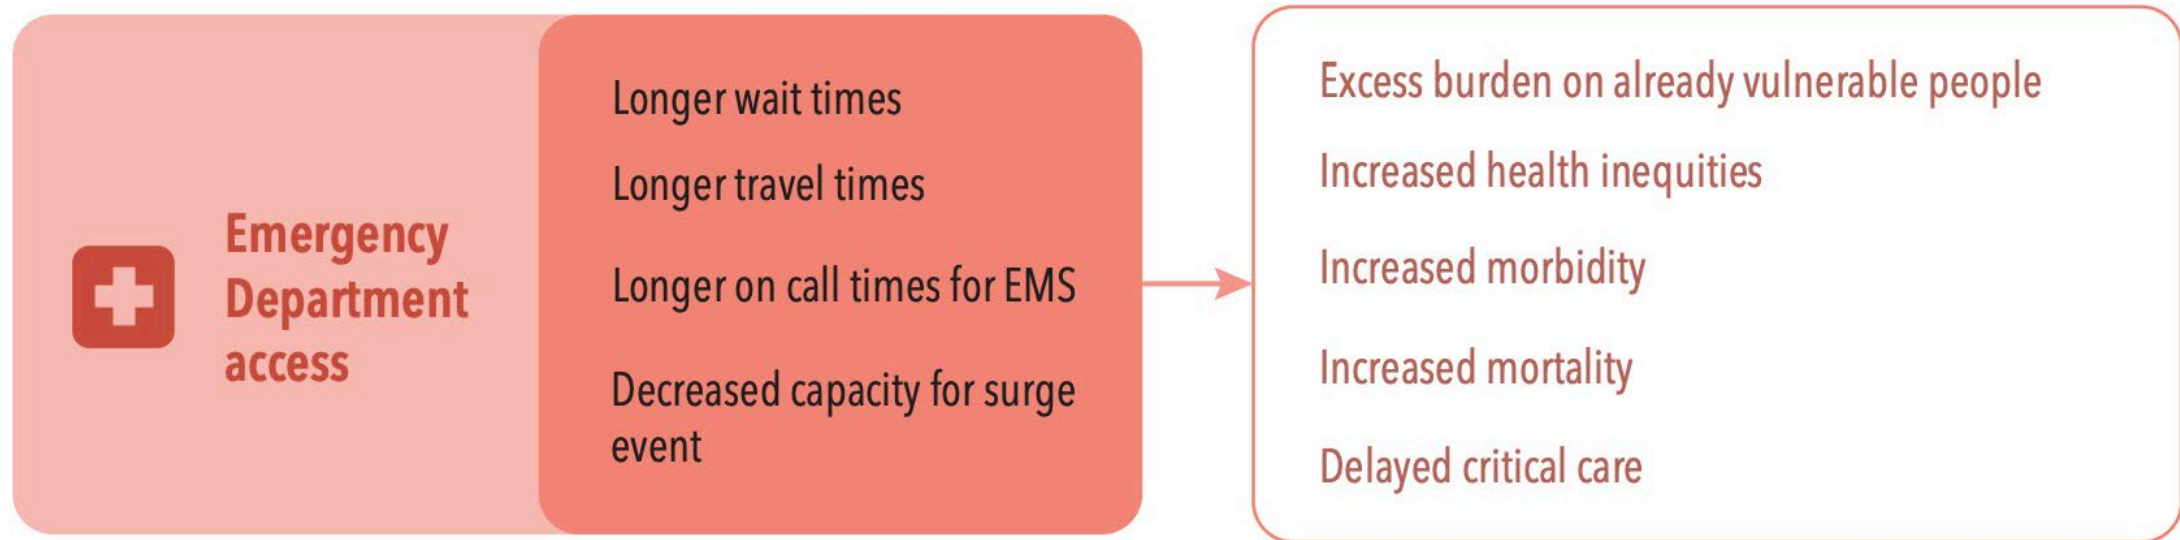 Emergency
Department
access
Longer wait times
Longer travel times
Longer on call times for EMS
Decreased capacity for surge
event
Excess burden on already vulnerable people
Increased health inequities
Increased morbidity
Increased mortality
Delayed critical care